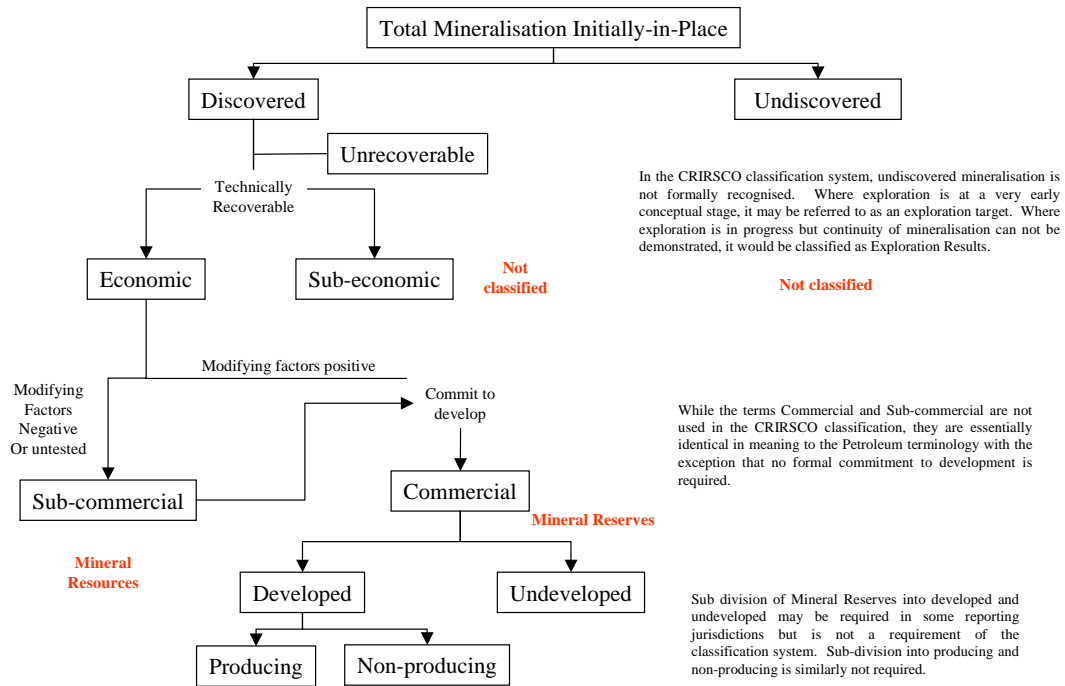 Total Mineralisation Initially-in-Place
Discovered
Undiscovered
Unrecoverable
Technically
Recoverable
In the CRIRSCO classification system, undiscovered mineralisation is
not formally recognised. Where exploration is at a very early
conceptual stage, it may be referred to as an exploration target. Where
exploration is in progress but continuity of mineralisation can not be
demonstrated, it would be classified as Exploration Results.
Economic
Sub-economic
Not
classified
Not classified
Modifying factors positive
Modifying
Factors
Negative
Or untested
Commit to
develop
While the terms Commercial and Sub-commercial are not
used in the CRIRSCO classification, they are essentially
identical in meaning to the Petroleum terminology with the
exception that no formal commitment to development is
required.
Sub-commercial
Commercial
Mineral Reserves
Mineral
Resources
Developed
Undeveloped
Sub division of Mineral Reserves into developed and
undeveloped may be required in some reporting
jurisdictions but is not a requirement of the
classification system. Sub-division into producing and
non-producing is similarly not required.
Producing
Non-producing